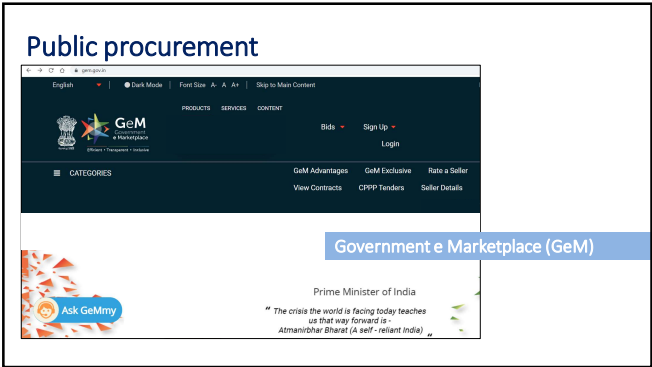 Public procurement
gem.gov.in
English | Dark Mode | Font Size A- A A+ | Skip to Main Content
PRODUCTS SERVICES CONTENT
GeM
Government
e Marketplace
Efficient • Transparent • Inclusive
Bids Sign Up
Login
CATEGORIES
GeM Advantages GeM Exclusive Rate a Seller
View Contracts CPPP Tenders Seller Details
Government e Marketplace (GeM)
Prime Minister of India
" The crisis the world is facing today teaches
us that way forward is -
Atmanirbhar Bharat (A self - reliant India) "
Ask GeMmy